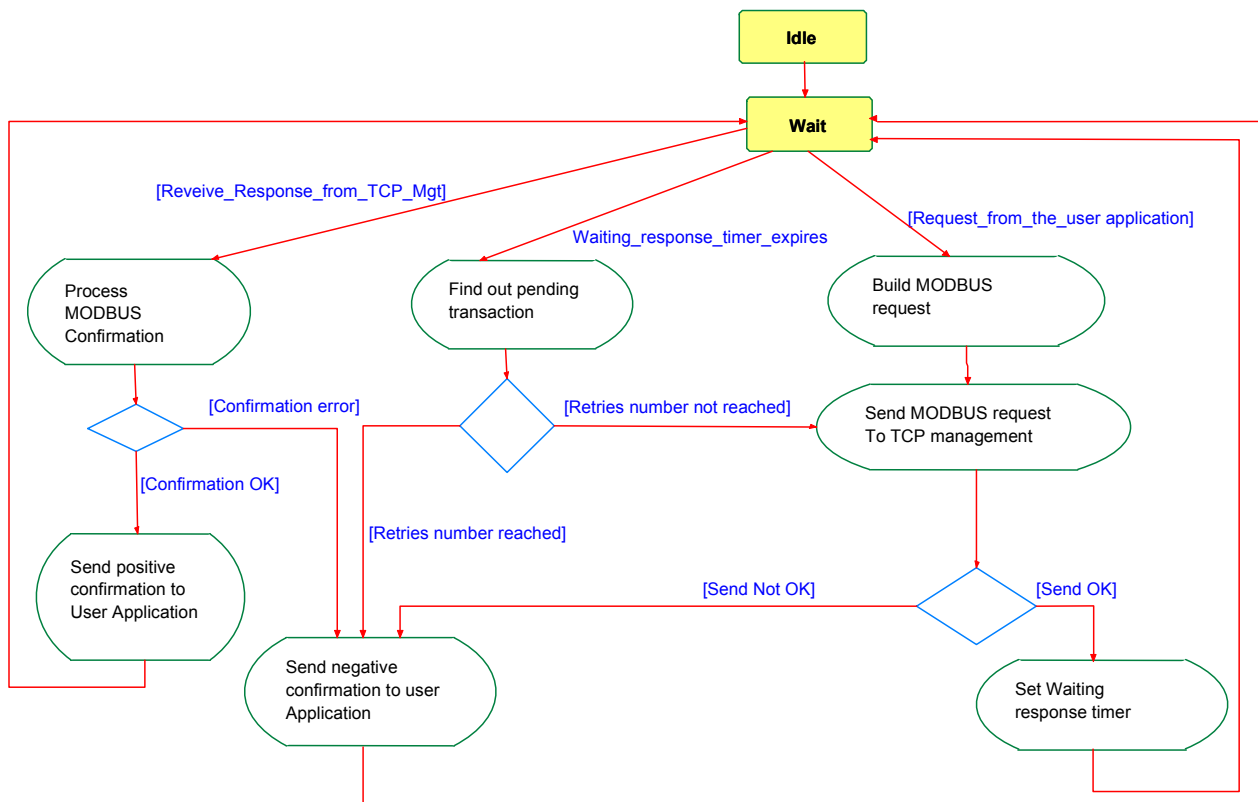 Idle
Wait
[Reveive_Response_from_TCP_Mgt]
[Request_from_the_user application]
Waiting_response_timer_expires
Process
MODBUS
Confirmation
Find out pending
transaction
Build MODBUS
request
[Confirmation error]
[Retries number not reached]
Send MODBUS request
To TCP management
[Confirmation OK]
[Retries number reached]
Send positive
confirmation to
User Application
[Send Not OK]
[Send OK]
Send negative
confirmation to user
Application
Set Waiting
response timer